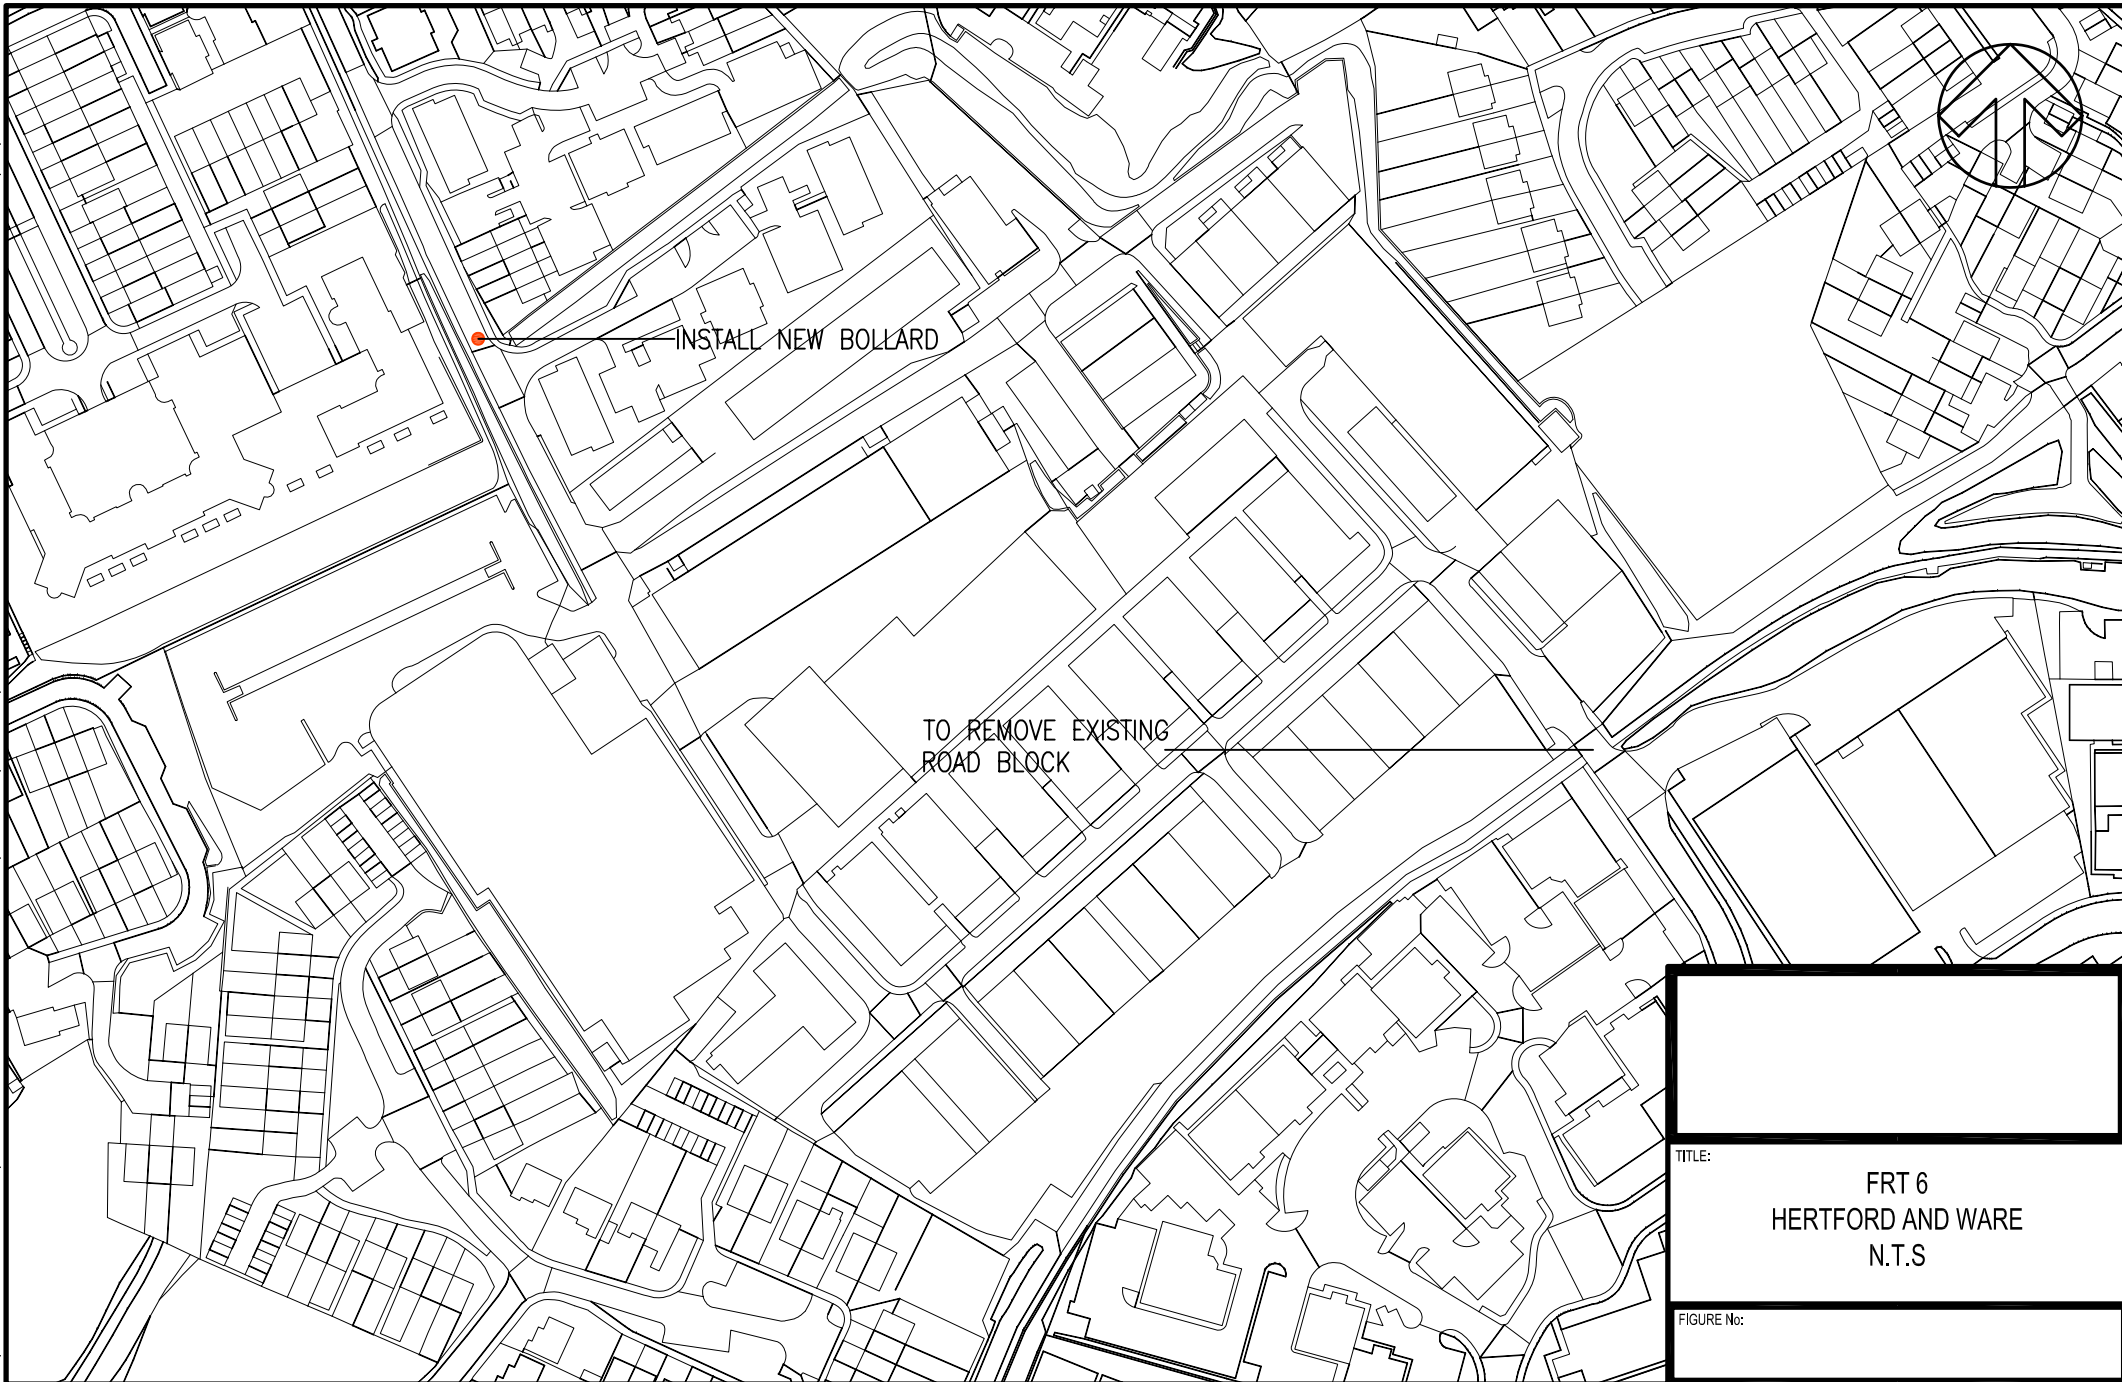 INSTALL NEW BOLLARD
TO REMOVE EXISTING
ROAD BLOCK
TITLE:
FRT 6
HERTFORD AND WARE
N.T.S
FIGURE No: